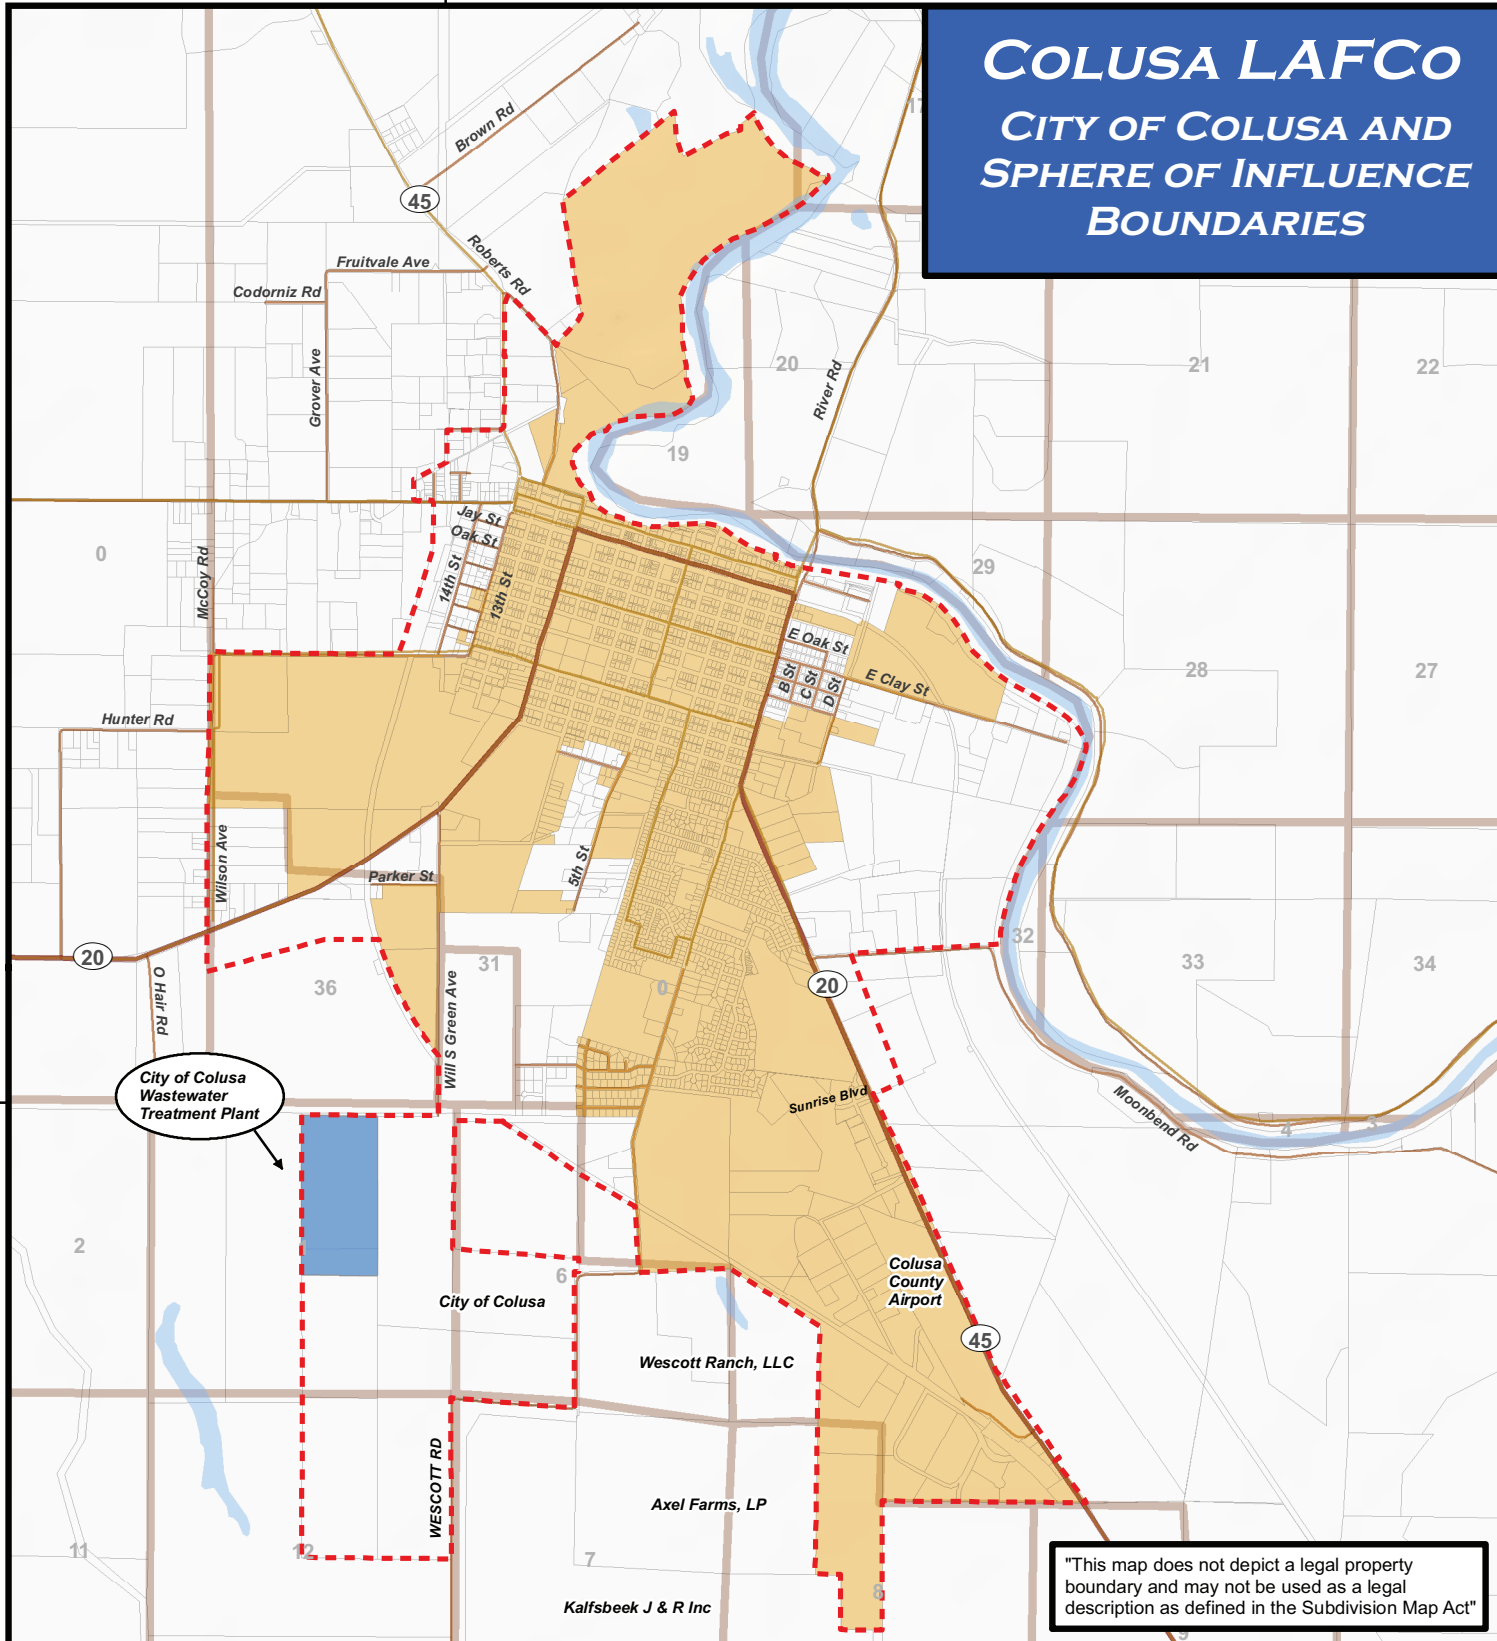 COLUSA LAFCO
CITY OF COLUSA AND
SPHERE OF INFLUENCE
BOUNDARIES
17
Brown Rd
45
Roberts Rd
Fruitvale Ave
Codorniz Rd
Grover Ave
20
21
22
River Rd
19
Jay St
Oak St
14th St
13th St
0
McCoy Rd
29
E Oak St
B St
C St
D St
E Clay St
28
27
Hunter Rd
Wilson Ave
Parker St
5th St
20
O Hair Rd
36
31
Will S Green Ave
0
20
32
33
34
City of Colusa
Wastewater
Treatment Plant
Sunrise Blvd
Moonbend Rd
4
3
2
6
City of Colusa
Colusa
County
Airport
45
Wescott Ranch, LLC
WESCOTT RD
Axel Farms, LP
11
12
7
8
Kalfsbeek J & R Inc
9
"This map does not depict a legal property
boundary and may not be used as a legal
description as defined in the Subdivision Map Act"